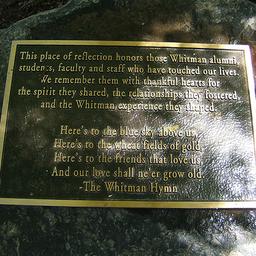 This place of reflection honors those Whitman alumni,
students, faculty and staff who have touched our lives.
We remember them with thankful hearts for
the spirit they shared, the relationships they fostered,
and the Whitman experience they shaped.
Here's to the blue sky above us,
Here's to the wheat fields of gold,
Here's to the friends that love us,
And our love shall ne'er grow old.
-The Whitman Hymn